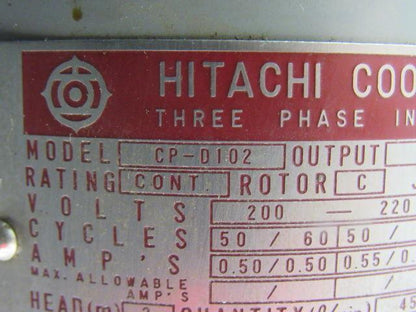 HITACHI COO
THREE PHASE IN
MODEL CP-D102 OUTPUT
RATING CONT. ROTOR C
VOLTS 200 — 220
CYCLES 50 / 60 50 /
AMP'S 0.50/0.50 0.55/0.
MAX. ALLOWABLE AMP'S / /
HEAD(m)